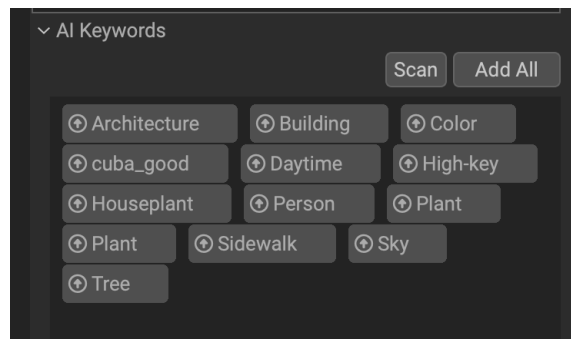 AI Keywords
Scan Add All
Architecture Building Color
cuba_good Daytime High-key
Houseplant Person Plant
Plant Sidewalk Sky
Tree